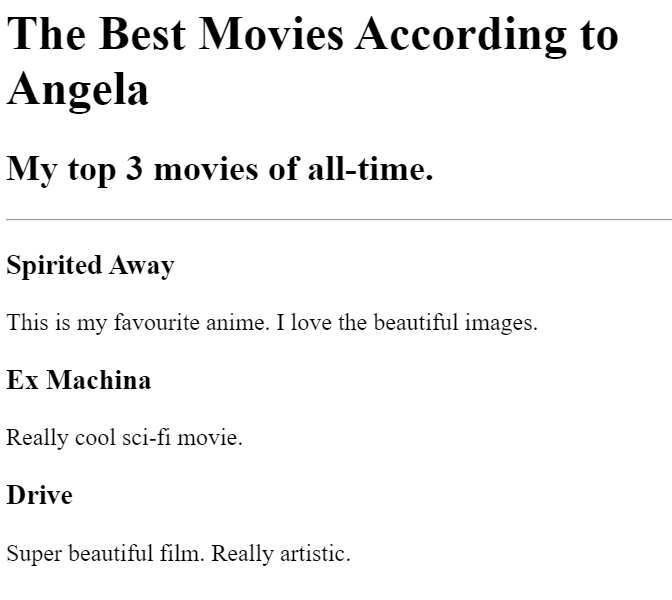 The Best Movies According to
Angela
My top 3 movies of all-time.
Spirited Away
This is my favourite anime. I love the beautiful images.
Ex Machina
Really cool sci-fi movie.
Drive
Super beautiful film. Really artistic.